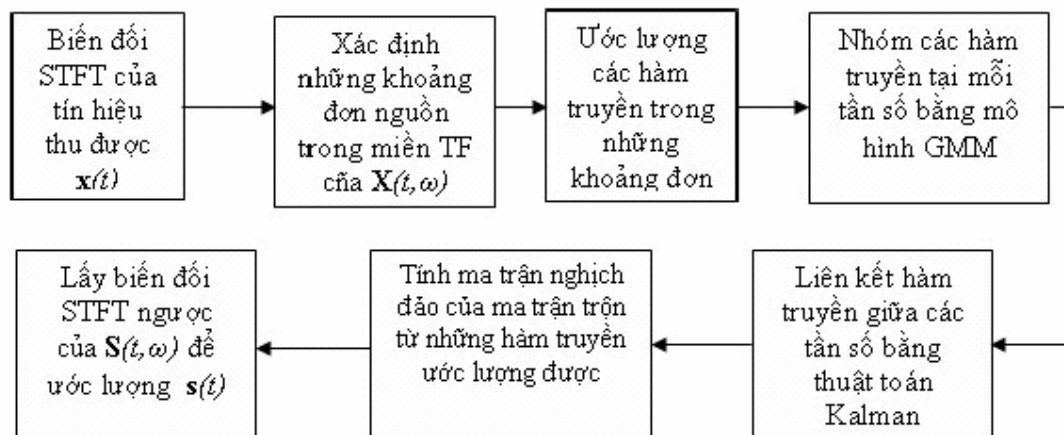 Biến đối
STFT của
tín hiệu
thu được
x(t)
Xác định
những khoảng
đơn nguồn
trong miền TF
cña X(t,ω)
Ước lượng
các hàm
truyền trong
những
khoảng đơn
Nhóm các hàm
truyền tại mỗi
tần số bằng mô
hình GMM
Liên kết hàm
truyền giữa các
tần số bằng
thuật toán
Kalman
Tính ma trận nghịch
đảo của ma trận trộn
từ những hàm truyền
ước lượng được
Lấy biến đối
STFT ngược
của S(t,ω) để
ước lượng s(t)